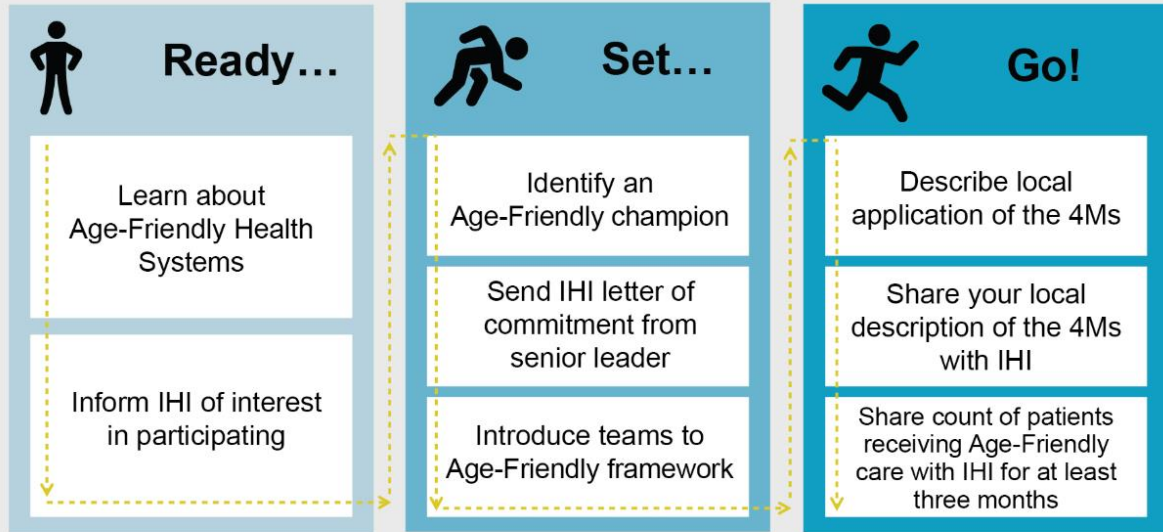 Ready…
Learn about
Age-Friendly Health
Systems
Inform IHI of interest
in participating
Set…
Identify an
Age-Friendly champion
Send IHI letter of
commitment from
senior leader
Introduce teams to
Age-Friendly framework
Go!
Describe local
application of the 4Ms
Share your local
description of the 4Ms
with IHI
Share count of patients
receiving Age-Friendly
care with IHI for at least
three months